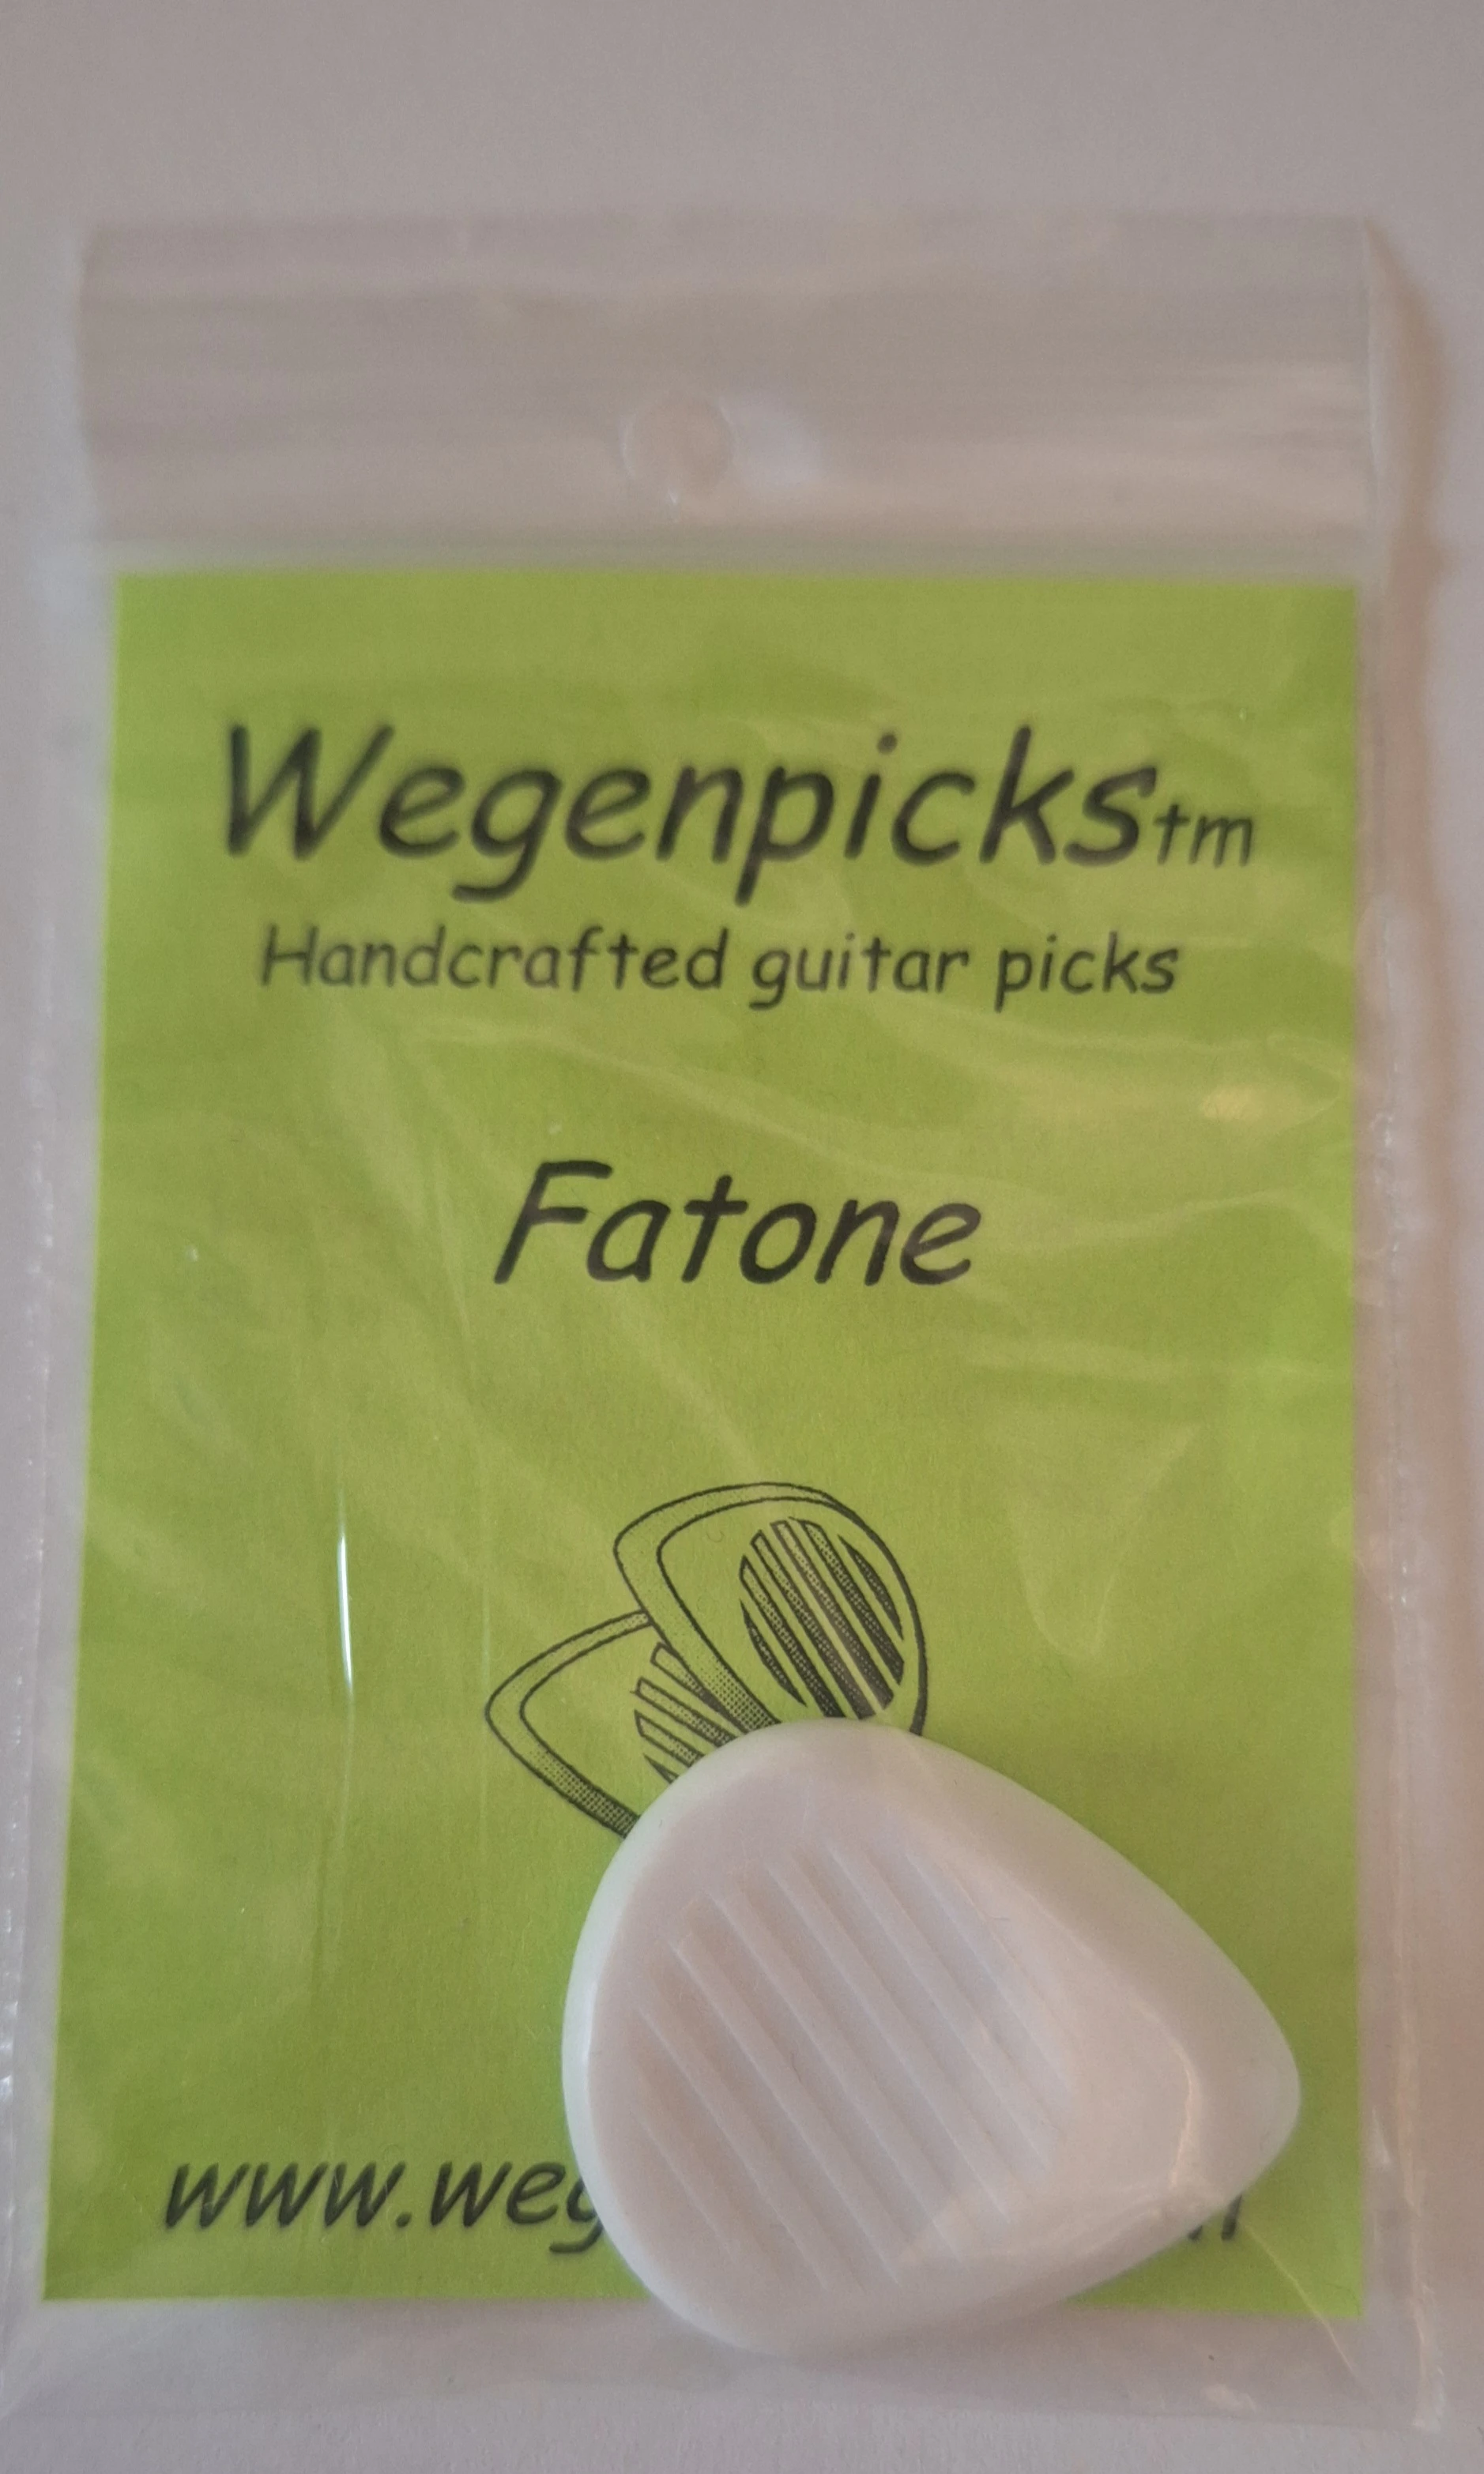 Wegenpickstm
Handcrafted guitar picks
Fatone